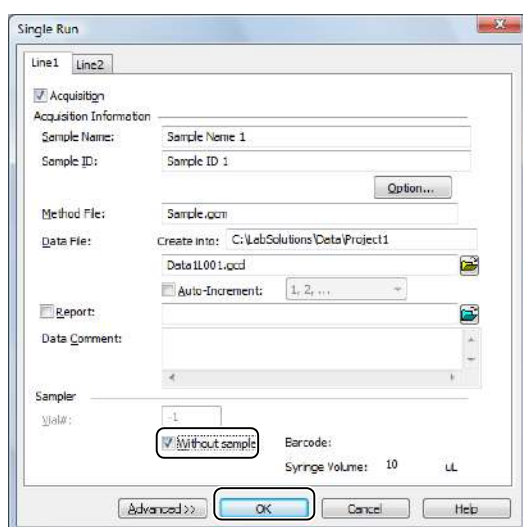 Single Run
Line1 Line2
Acquisition
Acquisition Information
Sample Name: Sample Name 1
Sample ID: Sample ID 1
Option...
Method File: Sample.gcm
Data File: Create into: C:\LabSolutions\Data\Project1
Data1L001.gcd
Auto-Increment: 1, 2, ...
Report:
Data Comment:
Sampler
Vial#: -1
Without sample Barcode:
Syringe Volume: 10 uL
Advanced >> OK Cancel Help